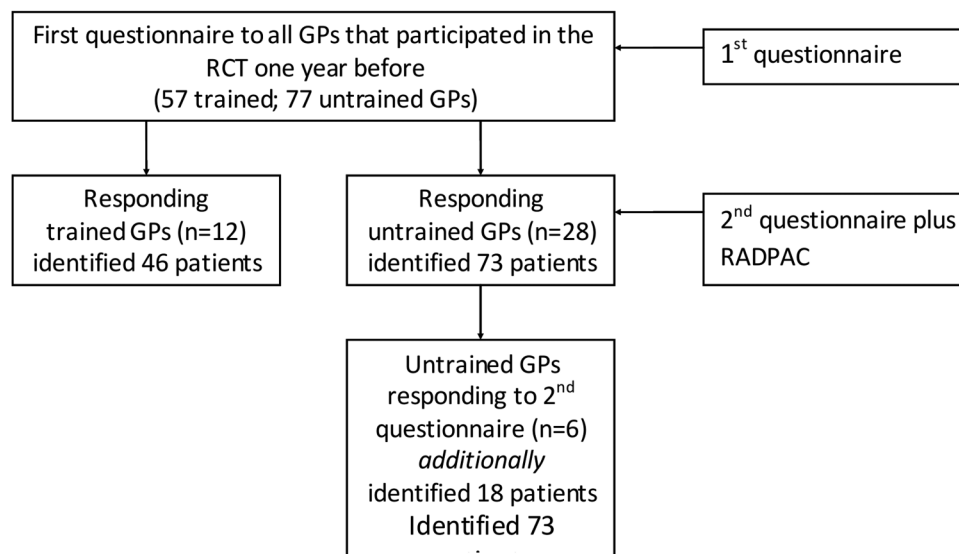 First questionnaire to all GPs that participated in the
RCT one year before
(57 trained; 77 untrained GPs)
1st questionnaire
Responding
trained GPs (n=12)
identified 46 patients
Responding
untrained GPs (n=28)
identified 73 patients
2nd questionnaire plus
RADPAC
Untrained GPs
responding to 2nd
questionnaire (n=6)
additionally
identified 18 patients
Identified 73